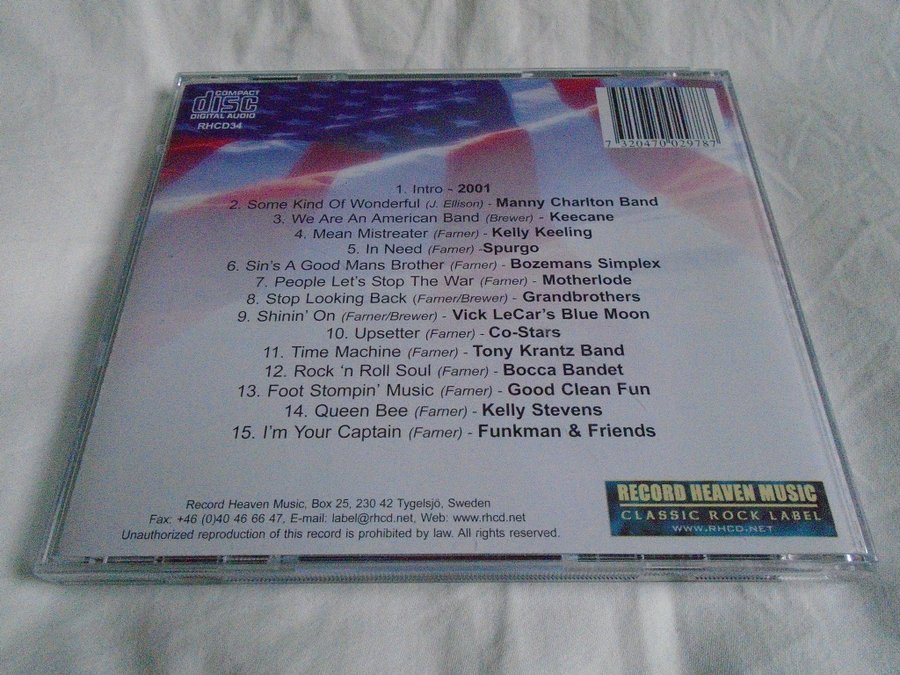 COMPACT
disc
DIGITAL AUDIO
RHCD34
7 320470 029787
1. Intro - 2001
2. Some Kind Of Wonderful (J. Ellison) - Manny Charlton Band
3. We Are An American Band (Brewer) - Keecane
4. Mean Mistreater (Farner) - Kelly Keeling
5. In Need (Farner) -Spurgo
6. Sin's A Good Mans Brother (Farner) - Bozemans Simplex
7. People Let's Stop The War (Farner) - Motherlode
8. Stop Looking Back (Farner/Brewer) - Grandbrothers
9. Shinin' On (Farner/Brewer) - Vick LeCar's Blue Moon
10. Upsetter (Farner) - Co-Stars
11. Time Machine (Farner) - Tony Krantz Band
12. Rock 'n Roll Soul (Farner) - Bocca Bandet
13. Foot Stompin' Music (Farner) - Good Clean Fun
14. Queen Bee (Farner) - Kelly Stevens
15. I'm Your Captain (Farner) - Funkman & Friends
Record Heaven Music, Box 25, 230 42 Tygelsjö, Sweden
Fax: +46 (0)40 46 66 47, E-mail: label@rhcd.net, Web: www.rhcd.net
Unauthorized reproduction of this record is prohibited by law. All rights reserved.
RECORD HEAVEN MUSIC
CLASSIC ROCK LABEL
WWW.RHCD.NET